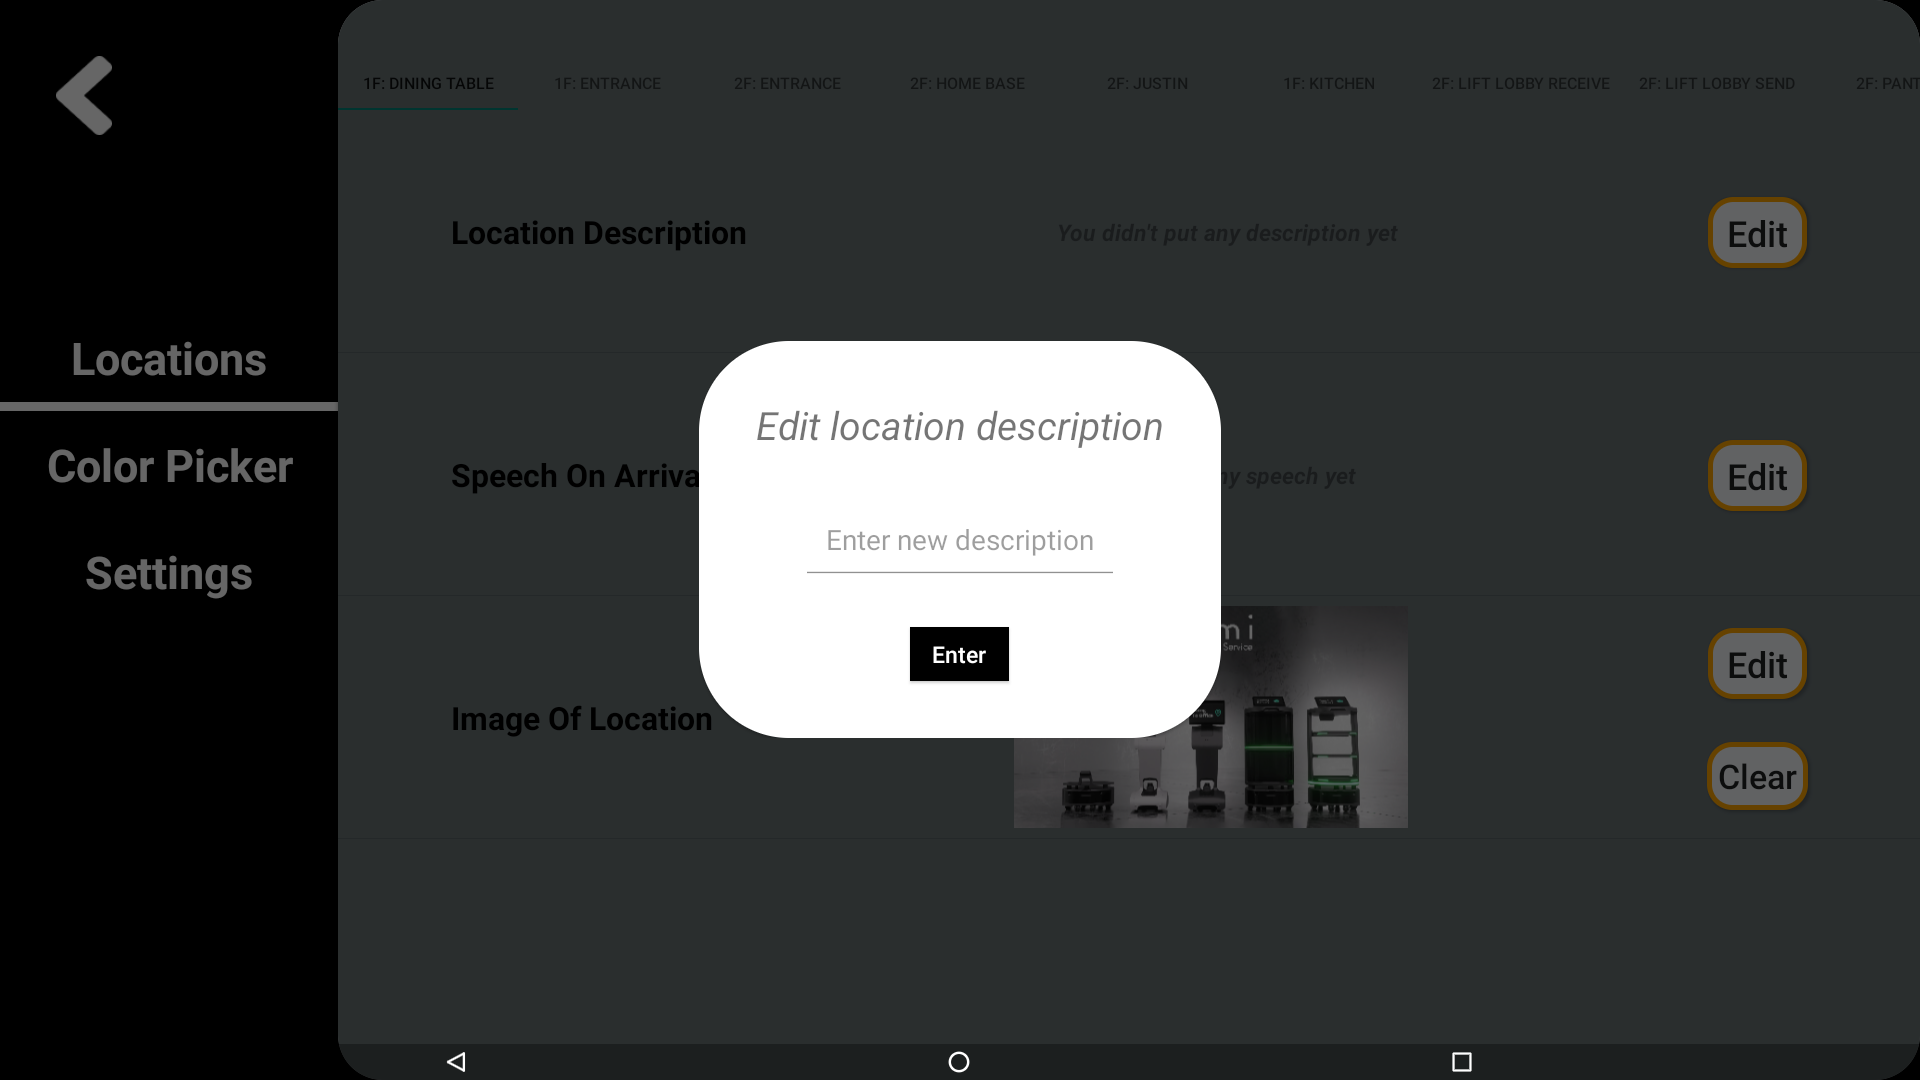 1F: DINING TABLE
1F: ENTRANCE
2F: ENTRANCE
2F: HOME BASE
2F: JUSTIN
1F: KITCHEN
2F: LIFT LOBBY RECEIVE
2F: LIFT LOBBY SEND
2F: PANT
Locations
Color Picker
Settings
Location Description
You didn't put any description yet
Edit
Speech On Arriva
ny speech yet
Edit
Image Of Location
mi
Service
Edit
Clear
Edit location description
Enter new description
Enter